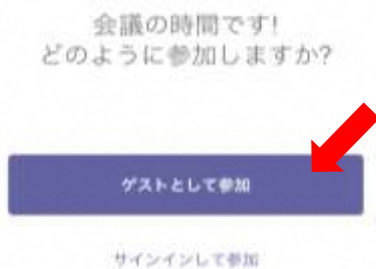 会議の時間です!
どのように参加しますか?
ゲストとして参加
サインインして参加